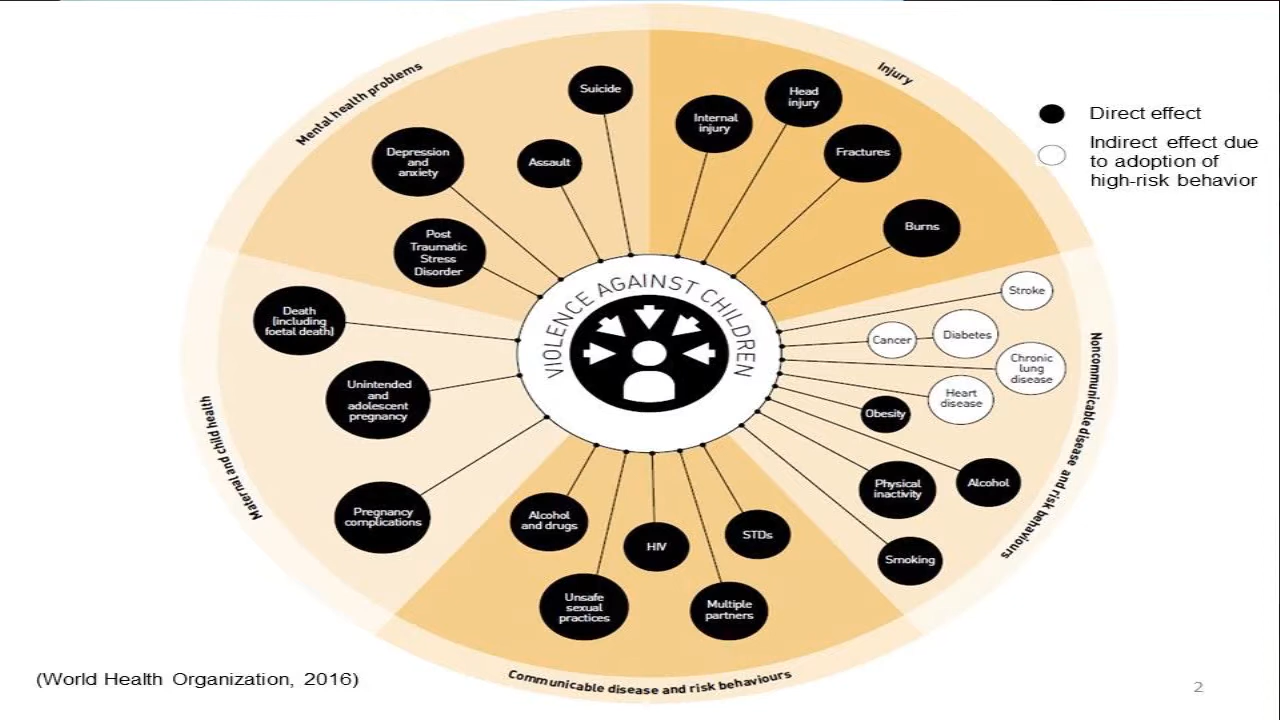 Mental health problems
Suicide
Depression
and
anxiety
Assault
Post
Traumatic
Stress
Disorder
Injury
Internal
injury
Head
injury
Fractures
Burns
Direct effect
Indirect effect due
to adoption of
high-risk behavior
VIOLENCE AGAINST CHILDREN
Death
(including
foetal death)
Unintended
and
adolescent
pregnancy
Pregnancy
complications
Maternal and child health
Stroke
Cancer
Diabetes
Chronic
lung
disease
Heart
disease
Obesity
Alcohol
Physical
inactivity
Smoking
Noncommunicable disease and risk behaviours
Alcohol
and drugs
Unsafe
sexual
practices
HIV
Multiple
partners
STDs
Communicable disease and risk behaviours
(World Health Organization, 2016)
2